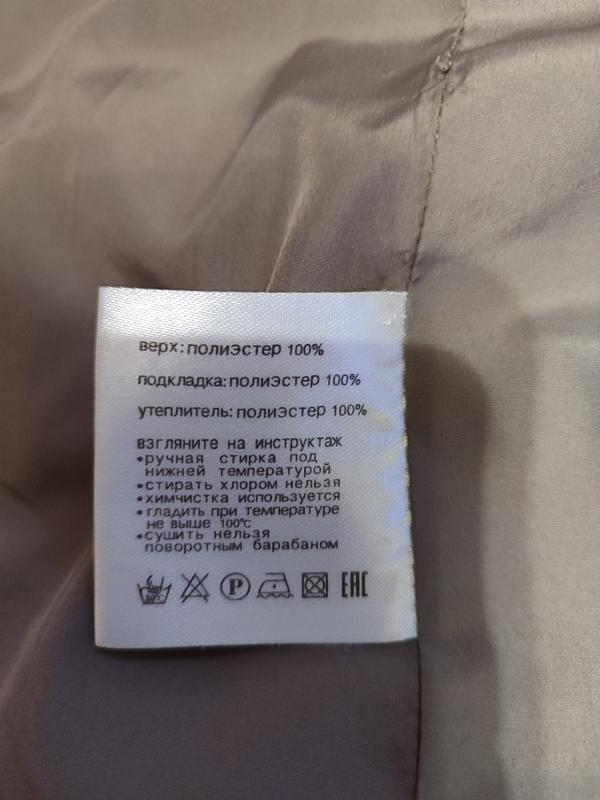 верх: полиэстер 100%
подкладка: полиэстер 100%
утеплитель: полиэстер 100%
взгляните на инструктаж
•ручная стирка под
нижней температурой
•стирать хлором нельзя
•химчистка используется
•гладить при температуре
не выше 100°C
•сушить нельзя
поворотным барабаном
P
EAC